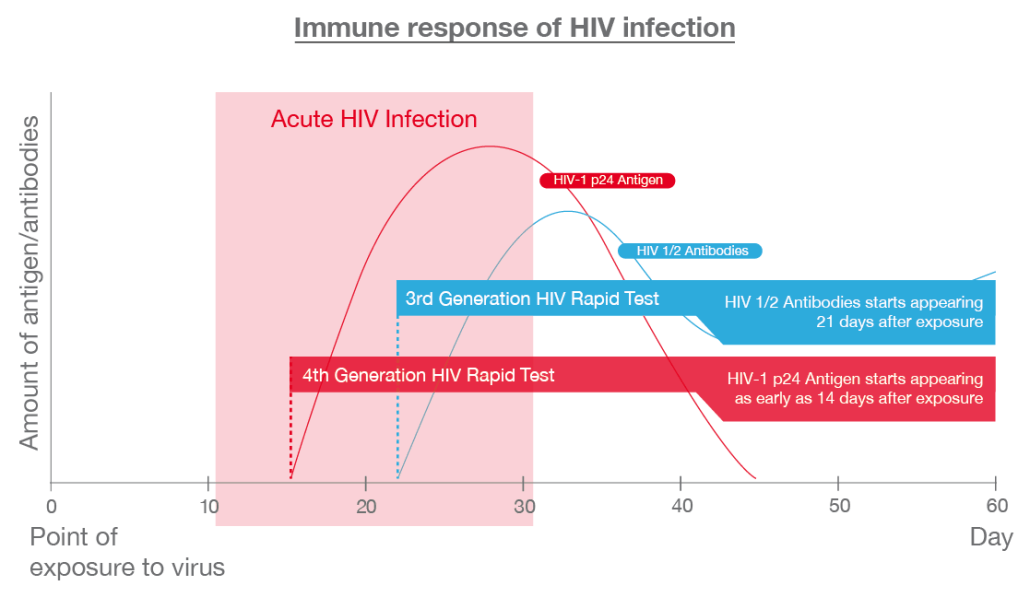 Immune response of HIV infection
Amount of antigen/antibodies
Acute HIV Infection
HIV-1 p24 Antigen
HIV 1/2 Antibodies
3rd Generation HIV Rapid Test
HIV 1/2 Antibodies starts appearing
21 days after exposure
4th Generation HIV Rapid Test
HIV-1 p24 Antigen starts appearing
as early as 14 days after exposure
0 10 20 30 40 50 60
Point of
exposure to virus
Day